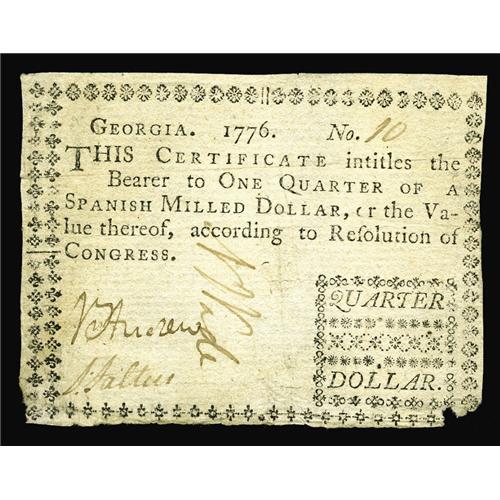 GEORGIA. 1776. No. 10
THIS CERTIFICATE intitles the
Bearer to ONE QUARTER OF A
SPANISH MILLED DOLLAR, or the Va-
lue thereof, according to Resolution of
CONGRESS.
QUARTER
DOLLAR.